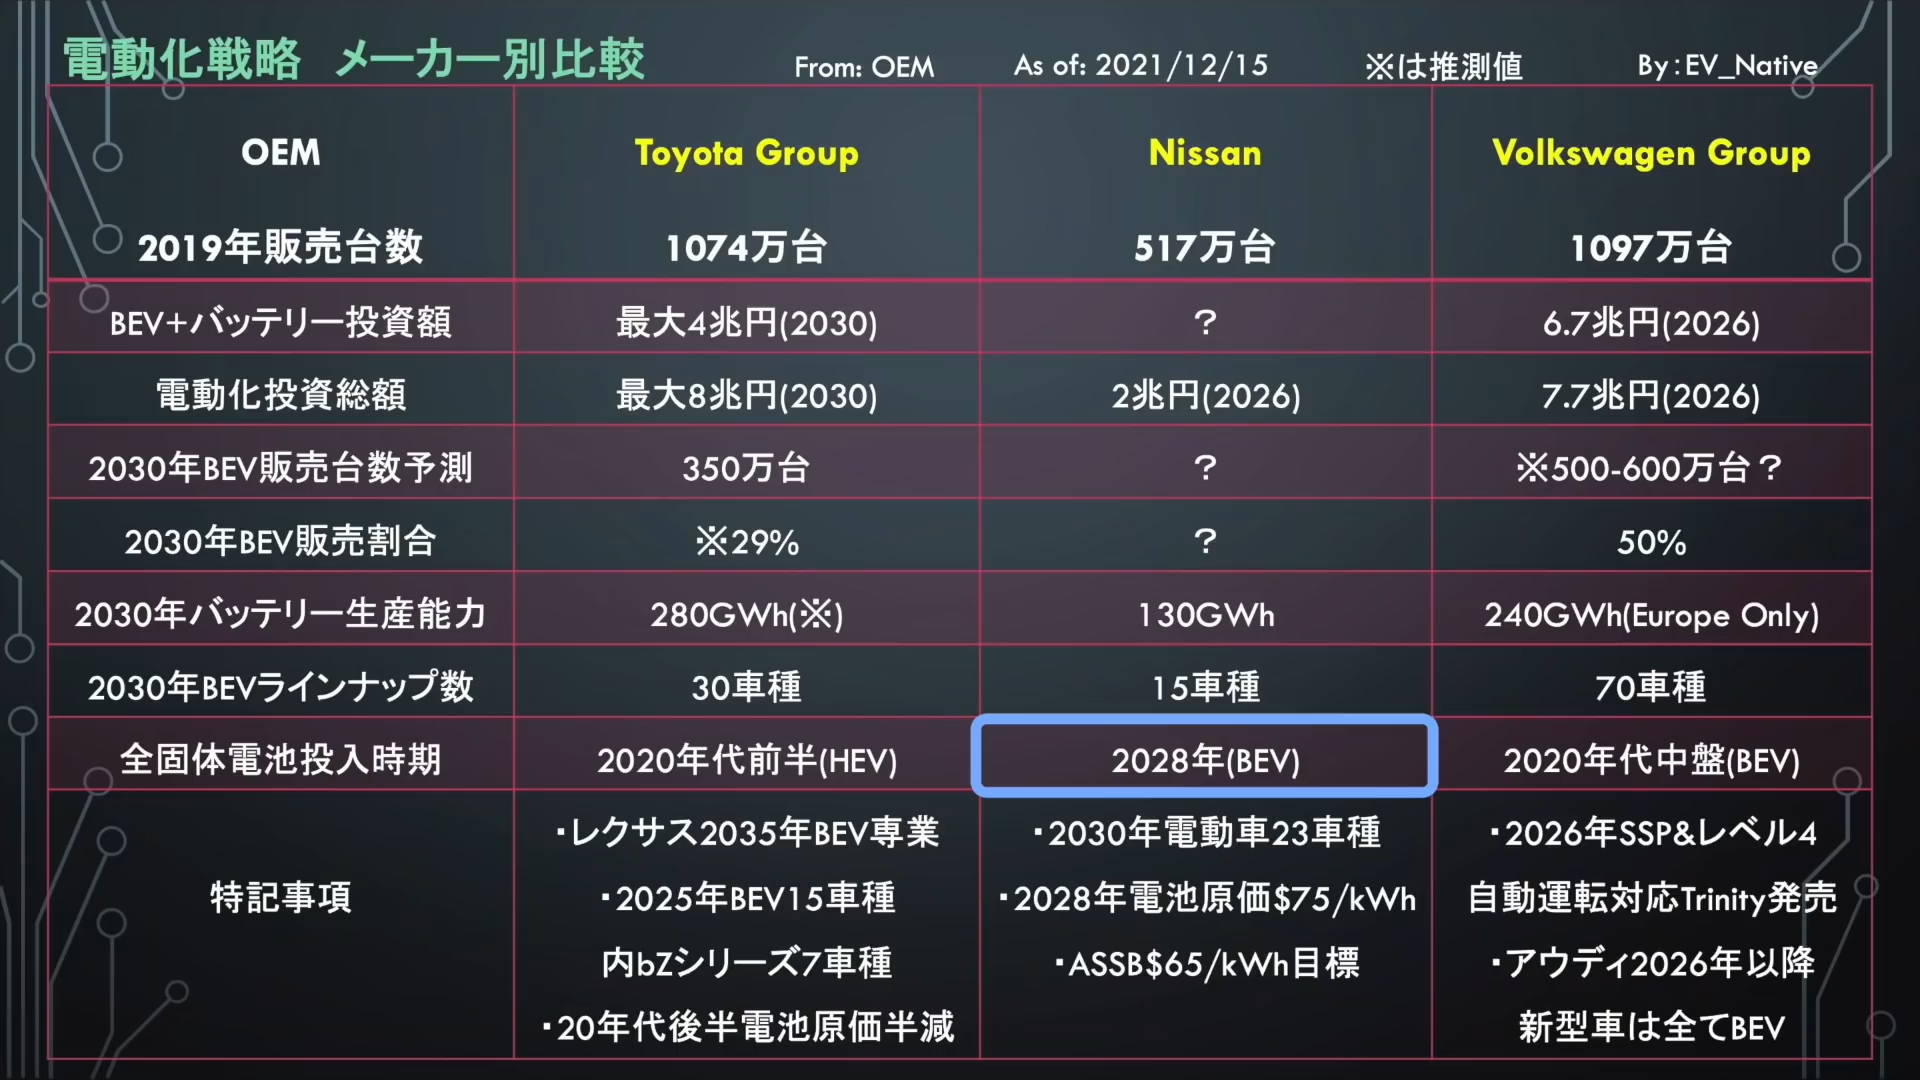 電動化戦略 メーカー別比較
From: OEM
As of: 2021/12/15
※は推測値
By:EV_Native
OEM
Toyota Group
Nissan
Volkswagen Group
2019年販売台数
1074万台
517万台
1097万台
BEV+バッテリー投資額
最大4兆円(2030)
?
6.7兆円(2026)
電動化投資総額
最大8兆円(2030)
2兆円(2026)
7.7兆円(2026)
2030年BEV販売台数予測
350万台
?
※500-600万台?
2030年BEV販売割合
※29%
?
50%
2030年バッテリー生産能力
280GWh(※)
130GWh
240GWh(Europe Only)
2030年BEVラインナップ数
30車種
15車種
70車種
全固体電池投入時期
2020年代前半(HEV)
2028年(BEV)
2020年代中盤(BEV)
特記事項
・レクサス2035年BEV専業
・2025年BEV15車種
内bZシリーズ7車種
・20年代後半電池原価半減
・2030年電動車23車種
・2028年電池原価$75/kWh
・ASSB$65/kWh目標
・2026年SSP&レベル4
自動運転対応Trinity発売
・アウディ2026年以降
新型車は全てBEV